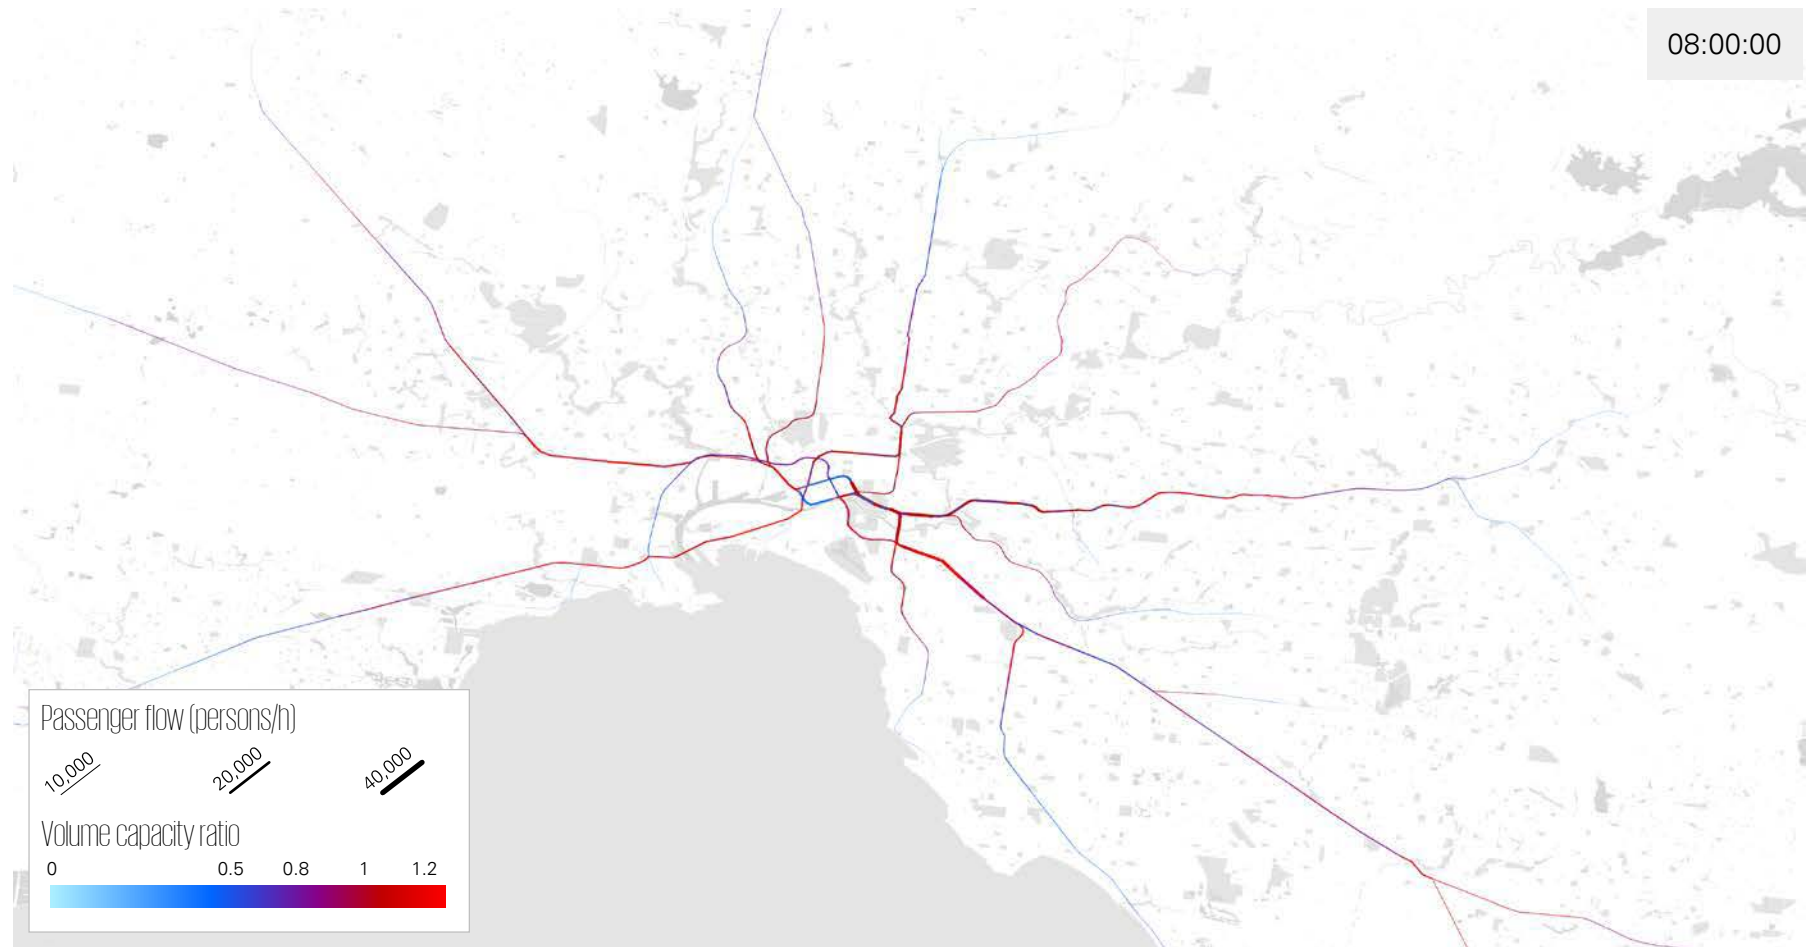 08:00:00
Passenger flow (persons/h)
10,000 20,000 40,000
Volume capacity ratio
0 0.5 0.8 1 1.2